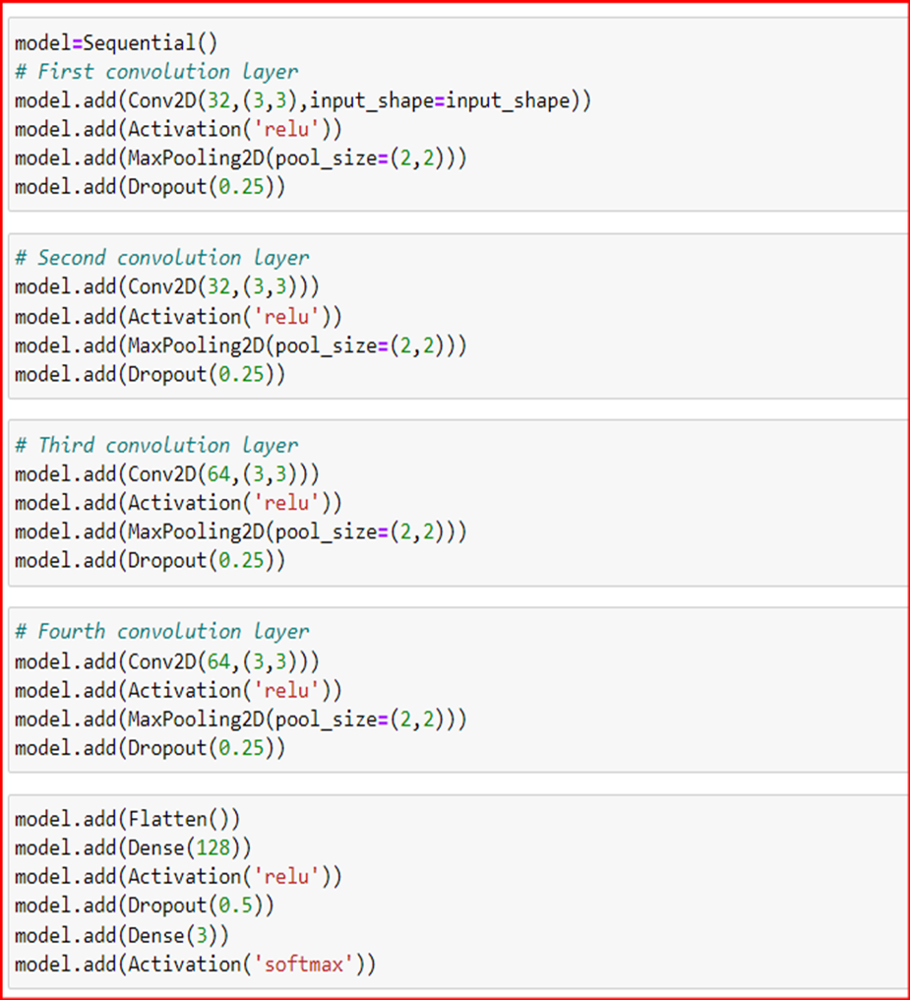 model=Sequential()
# First convolution layer
model.add(Conv2D(32,(3,3),input_shape=input_shape))
model.add(Activation('relu'))
model.add(MaxPooling2D(pool_size=(2,2)))
model.add(Dropout(0.25))
# Second convolution layer
model.add(Conv2D(32,(3,3)))
model.add(Activation('relu'))
model.add(MaxPooling2D(pool_size=(2,2)))
model.add(Dropout(0.25))
# Third convolution layer
model.add(Conv2D(64,(3,3)))
model.add(Activation('relu'))
model.add(MaxPooling2D(pool_size=(2,2)))
model.add(Dropout(0.25))
# Fourth convolution layer
model.add(Conv2D(64,(3,3)))
model.add(Activation('relu'))
model.add(MaxPooling2D(pool_size=(2,2)))
model.add(Dropout(0.25))
model.add(Flatten())
model.add(Dense(128))
model.add(Activation('relu'))
model.add(Dropout(0.5))
model.add(Dense(3))
model.add(Activation('softmax'))